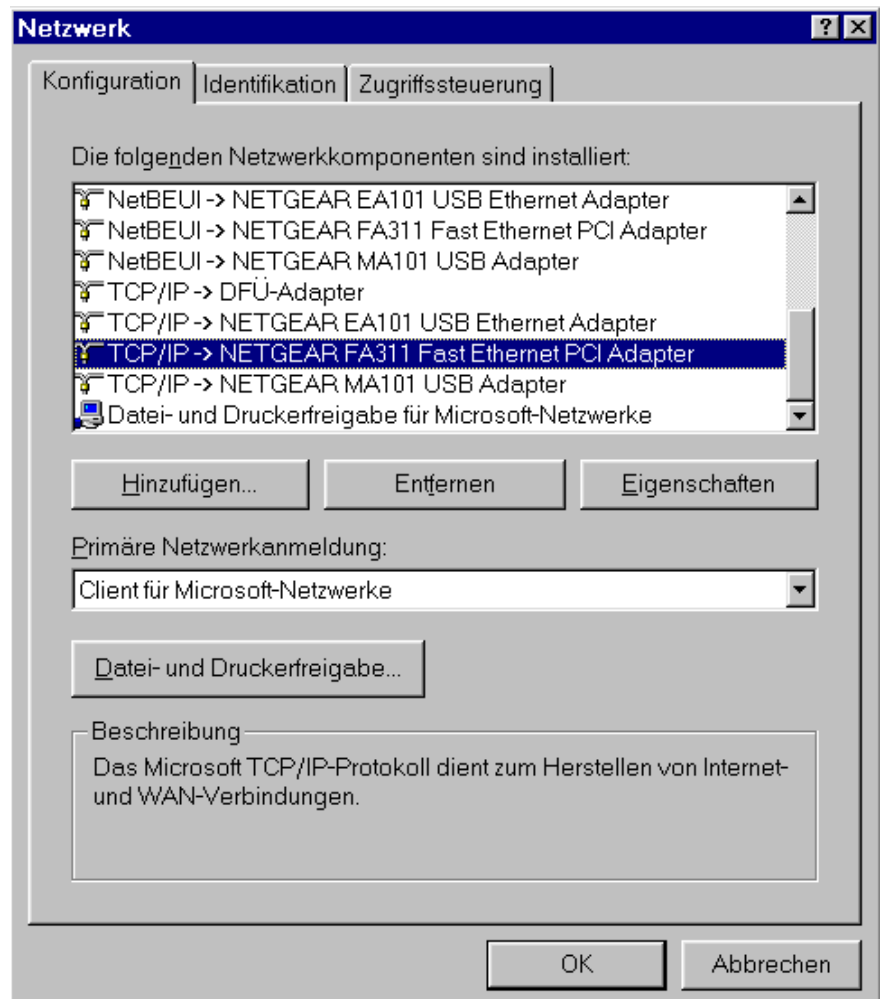 Netzwerk
Konfiguration Identifikation Zugriffssteuerung
Die folgenden Netzwerkkomponenten sind installiert:
NetBEUI -> NETGEAR EA101 USB Ethernet Adapter
NetBEUI -> NETGEAR FA311 Fast Ethernet PCI Adapter
NetBEUI -> NETGEAR MA101 USB Adapter
TCP/IP -> DFÜ-Adapter
TCP/IP -> NETGEAR EA101 USB Ethernet Adapter
TCP/IP -> NETGEAR FA311 Fast Ethernet PCI Adapter
TCP/IP -> NETGEAR MA101 USB Adapter
Datei- und Druckerfreigabe für Microsoft-Netzwerke
Hinzufügen... Entfernen Eigenschaften
Primäre Netzwerkanmeldung:
Client für Microsoft-Netzwerke
Datei- und Druckerfreigabe...
Beschreibung
Das Microsoft TCP/IP-Protokoll dient zum Herstellen von Internet-
und WAN-Verbindungen.
OK Abbrechen